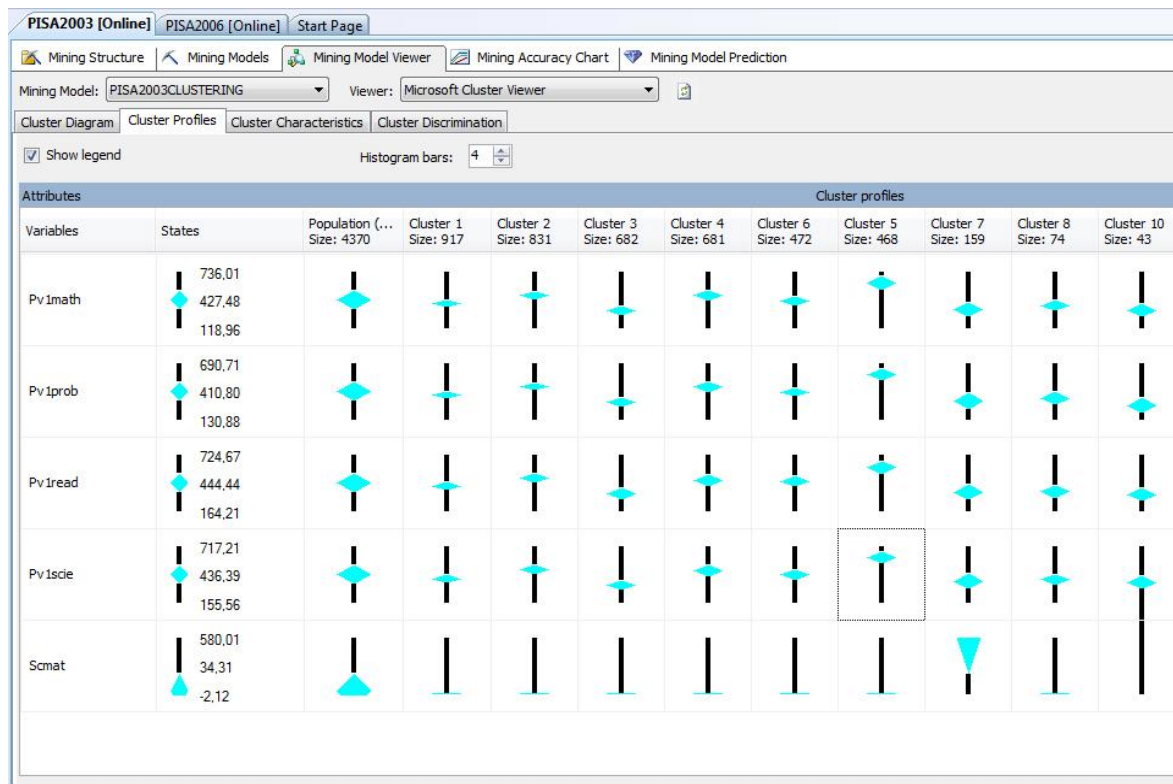 PISA2003 [Online] PISA2006 [Online] Start Page
Mining Structure Mining Models Mining Model Viewer Mining Accuracy Chart Mining Model Prediction
Mining Model: PISA2003CLUSTERING Viewer: Microsoft Cluster Viewer
Cluster Diagram Cluster Profiles Cluster Characteristics Cluster Discrimination
Show legend Histogram bars: 4
Attributes Cluster profiles
Variables States Population (... Cluster 1 Cluster 2 Cluster 3 Cluster 4 Cluster 6 Cluster 5 Cluster 7 Cluster 8 Cluster 10
Size: 4370 Size: 917 Size: 831 Size: 682 Size: 681 Size: 472 Size: 468 Size: 159 Size: 74 Size: 43
736,01
Pv1math 427,48
118,96
690,71
Pv1prob 410,80
130,88
724,67
Pv1read 444,44
164,21
717,21
Pv1scie 436,39
155,56
580,01
Scmat 34,31
-2,12